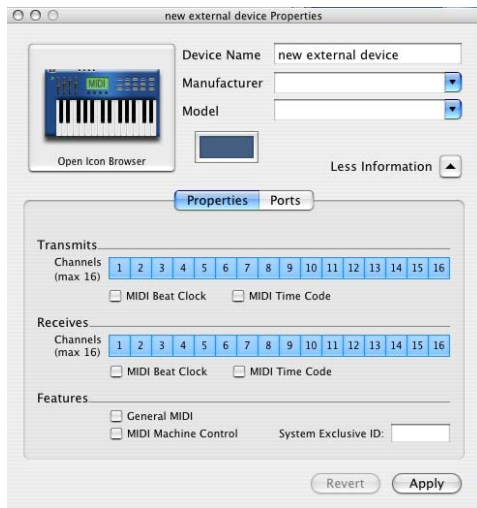 new external device Properties
Device Name new external device
Manufacturer
Model
MIDI
Open Icon Browser
Less Information
Properties Ports
Transmits
Channels (max 16) 1 2 3 4 5 6 7 8 9 10 11 12 13 14 15 16
MIDI Beat Clock MIDI Time Code
Receives
Channels (max 16) 1 2 3 4 5 6 7 8 9 10 11 12 13 14 15 16
MIDI Beat Clock MIDI Time Code
Features
General MIDI
MIDI Machine Control System Exclusive ID:
Revert Apply